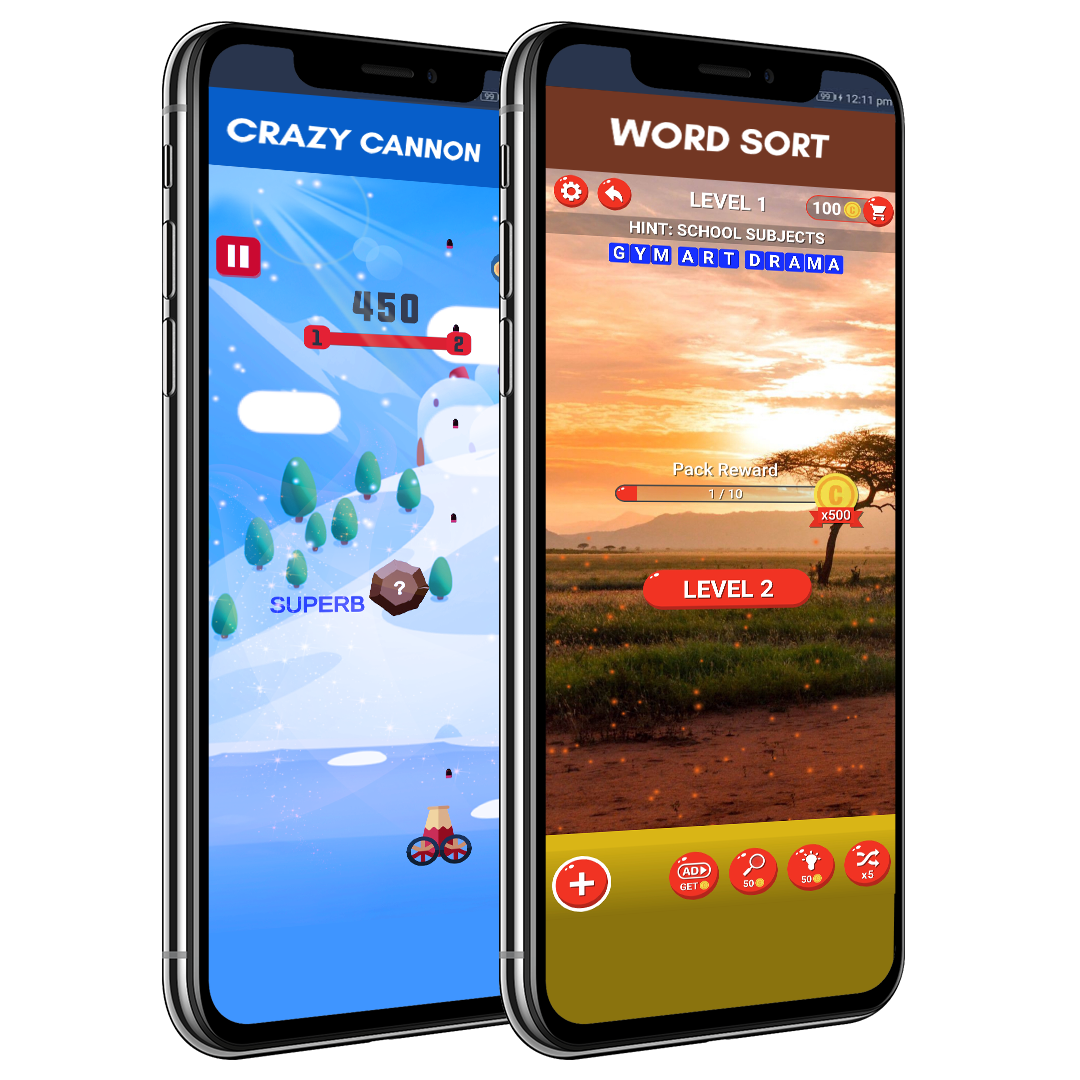 99
CRAZY CANNON
450
1
2
SUPERB
?
99 12:11 pm
WORD SORT
LEVEL 1
100 C
HINT: SCHOOL SUBJECTS
GYM ART DRAMA
Pack Reward
1 / 10
C
x500
LEVEL 2
+
AD
GET
50
50
x5